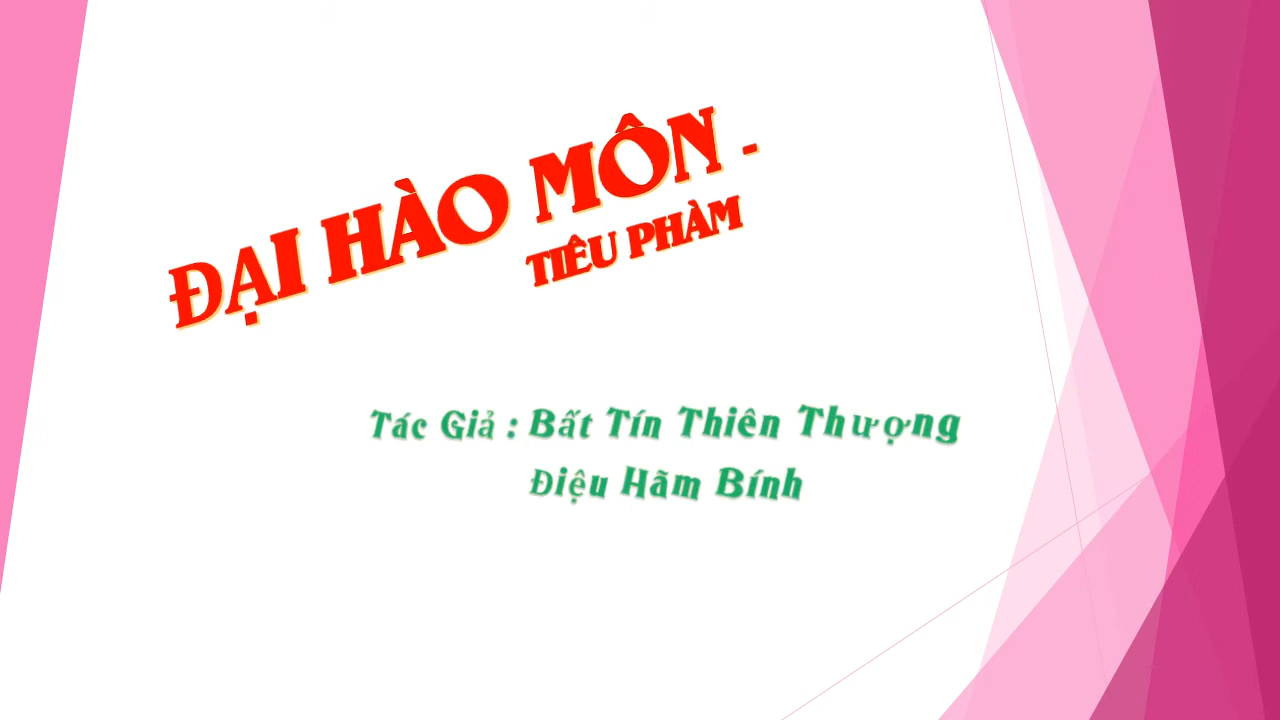 ĐẠI HÀO MÔN -
TIÊU PHÀM
Tác Giả : Bất Tín Thiên Thượng
Điệu Hãm Bính